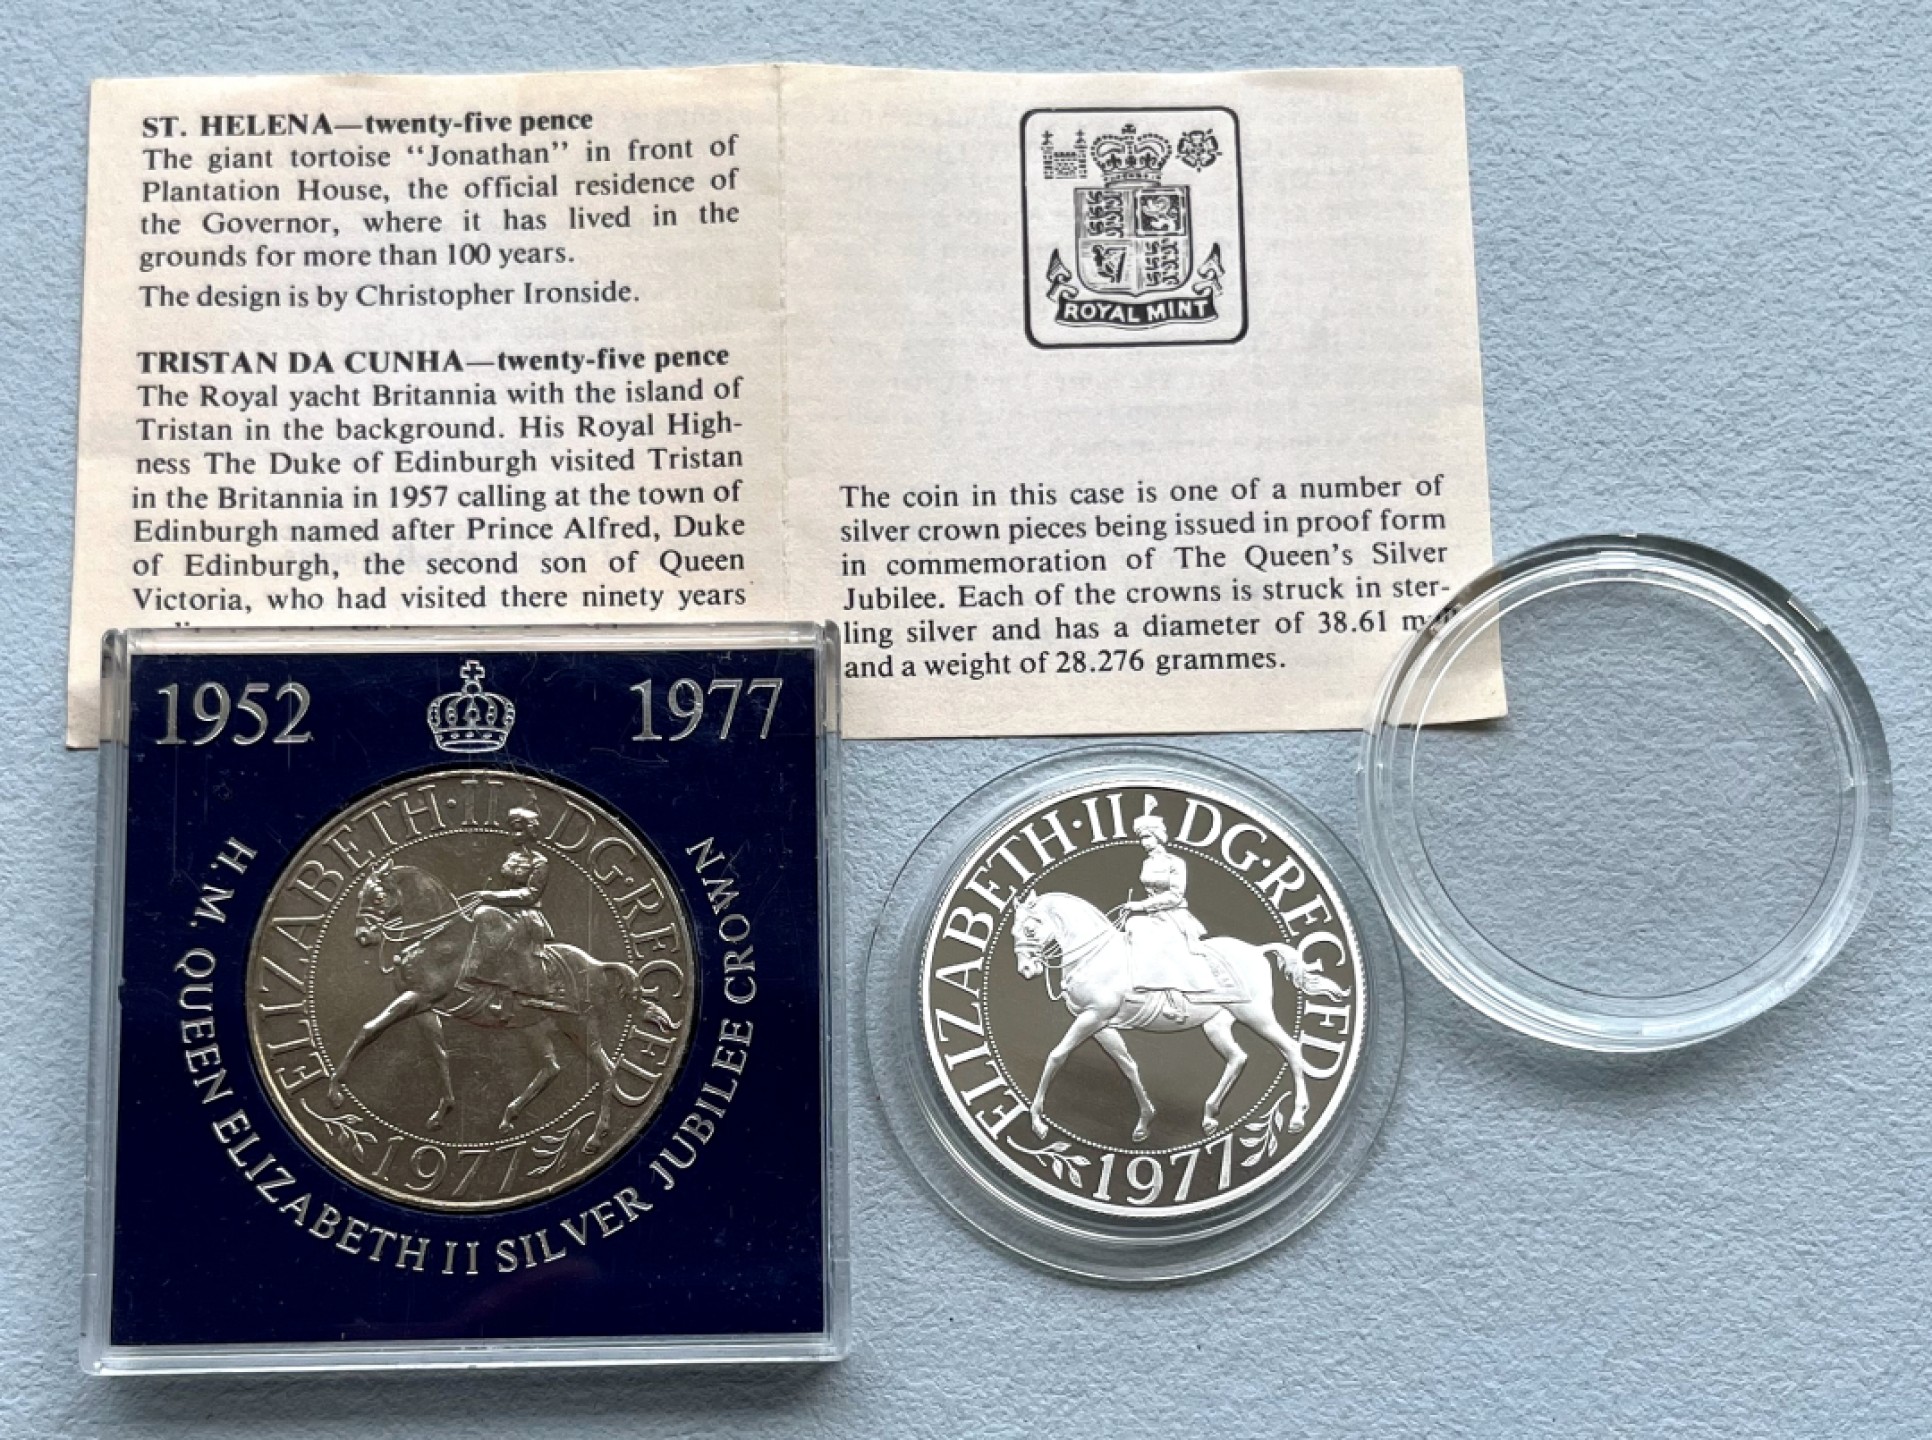 ST. HELENA—twenty-five pence
The giant tortoise “Jonathan” in front of
Plantation House, the official residence of
the Governor, where it has lived in the
grounds for more than 100 years.
The design is by Christopher Ironside.
TRISTAN DA CUNHA—twenty-five pence
The Royal yacht Britannia with the island of
Tristan in the background. His Royal High-
ness The Duke of Edinburgh visited Tristan
in the Britannia in 1957 calling at the town of
Edinburgh named after Prince Alfred, Duke
of Edinburgh, the second son of Queen
Victoria, who had visited there ninety years
ROYAL MINT
The coin in this case is one of a number of
silver crown pieces being issued in proof form
in commemoration of The Queen’s Silver
Jubilee. Each of the crowns is struck in ster-
ling silver and has a diameter of 38.61 mm
and a weight of 28.276 grammes.
1952 1977
H. M. QUEEN ELIZABETH II SILVER JUBILEE CROWN
ELIZABETH·II DG·REG FD
1977
ELIZABETH·II DG·REG FD
1977